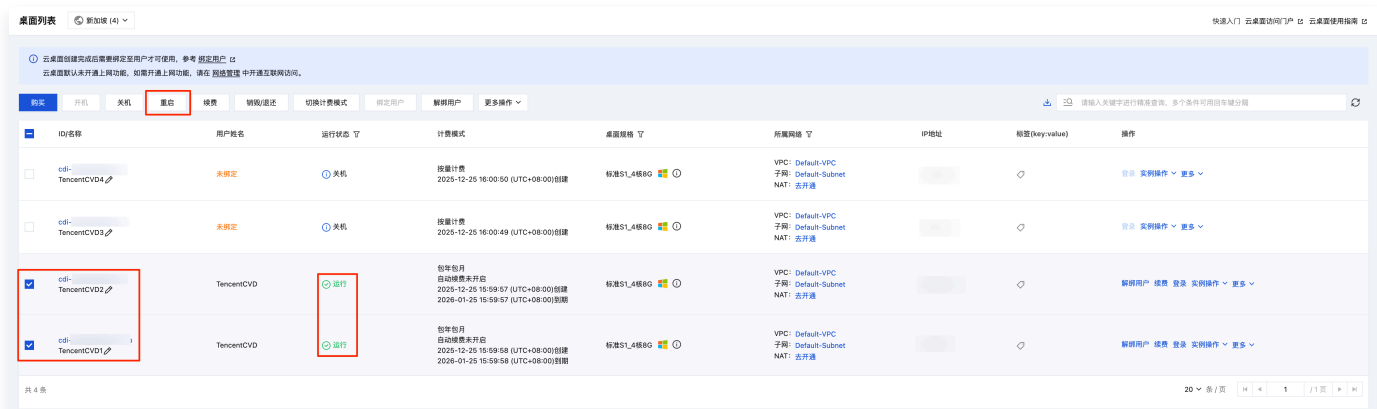 桌面列表 新加坡 (4)
快速入门 云桌面访问门户 云桌面使用指南
云桌面创建完成后需要绑定至用户才可使用，参考 绑定用户
云桌面默认未开通上网功能，如需开通上网功能，请在 网络管理 中开通互联网访问。
购买 开机 关机 重启 续费 销毁/退还 切换计费模式 绑定用户 解绑用户 更多操作
请输入关键字进行精准查询，多个条件可用回车键分隔
ID/名称 用户姓名 运行状态 计费模式 桌面规格 所属网络 IP地址 标签(key:value) 操作
cdi-
TencentCVD4
未绑定
关机
按量计费
2025-12-25 16:00:50 (UTC+08:00)创建
标准S1_4核8G
VPC: Default-VPC
子网: Default-Subnet
NAT: 去开通
登录 实例操作 更多
cdi-
TencentCVD3
未绑定
关机
按量计费
2025-12-25 16:00:49 (UTC+08:00)创建
标准S1_4核8G
VPC: Default-VPC
子网: Default-Subnet
NAT: 去开通
登录 实例操作 更多
cdi-
TencentCVD2
TencentCVD
运行
包年包月
自动续费未开启
2025-12-25 15:59:57 (UTC+08:00)创建
2026-01-25 15:59:57 (UTC+08:00)到期
标准S1_4核8G
VPC: Default-VPC
子网: Default-Subnet
NAT: 去开通
解绑用户 续费 登录 实例操作 更多
cdi-
TencentCVD1
TencentCVD
运行
包年包月
自动续费未开启
2025-12-25 15:59:58 (UTC+08:00)创建
2026-01-25 15:59:58 (UTC+08:00)到期
标准S1_4核8G
VPC: Default-VPC
子网: Default-Subnet
NAT: 去开通
解绑用户 续费 登录 实例操作 更多
共 4 条
20 条 / 页 1 / 1 页